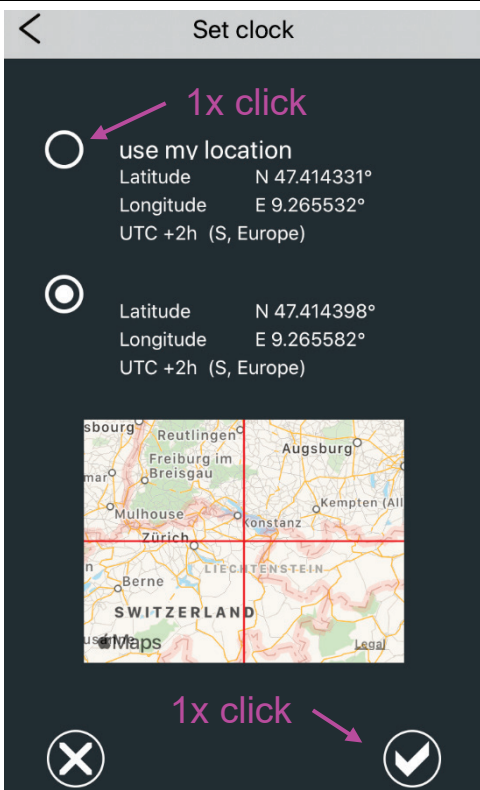 Set clock
1x click
use my location
Latitude N 47.414331°
Longitude E 9.265532°
UTC +2h (S, Europe)
Latitude N 47.414398°
Longitude E 9.265582°
UTC +2h (S, Europe)
sbourg
Reutlingen
Augsburg
Freiburg im
Breisgau
mar
Kempten (All
Mulhouse
Konstanz
Zürich
n
LIECHTENSTEIN
Berne
SWITZERLAND
Maps
Legal
1x click